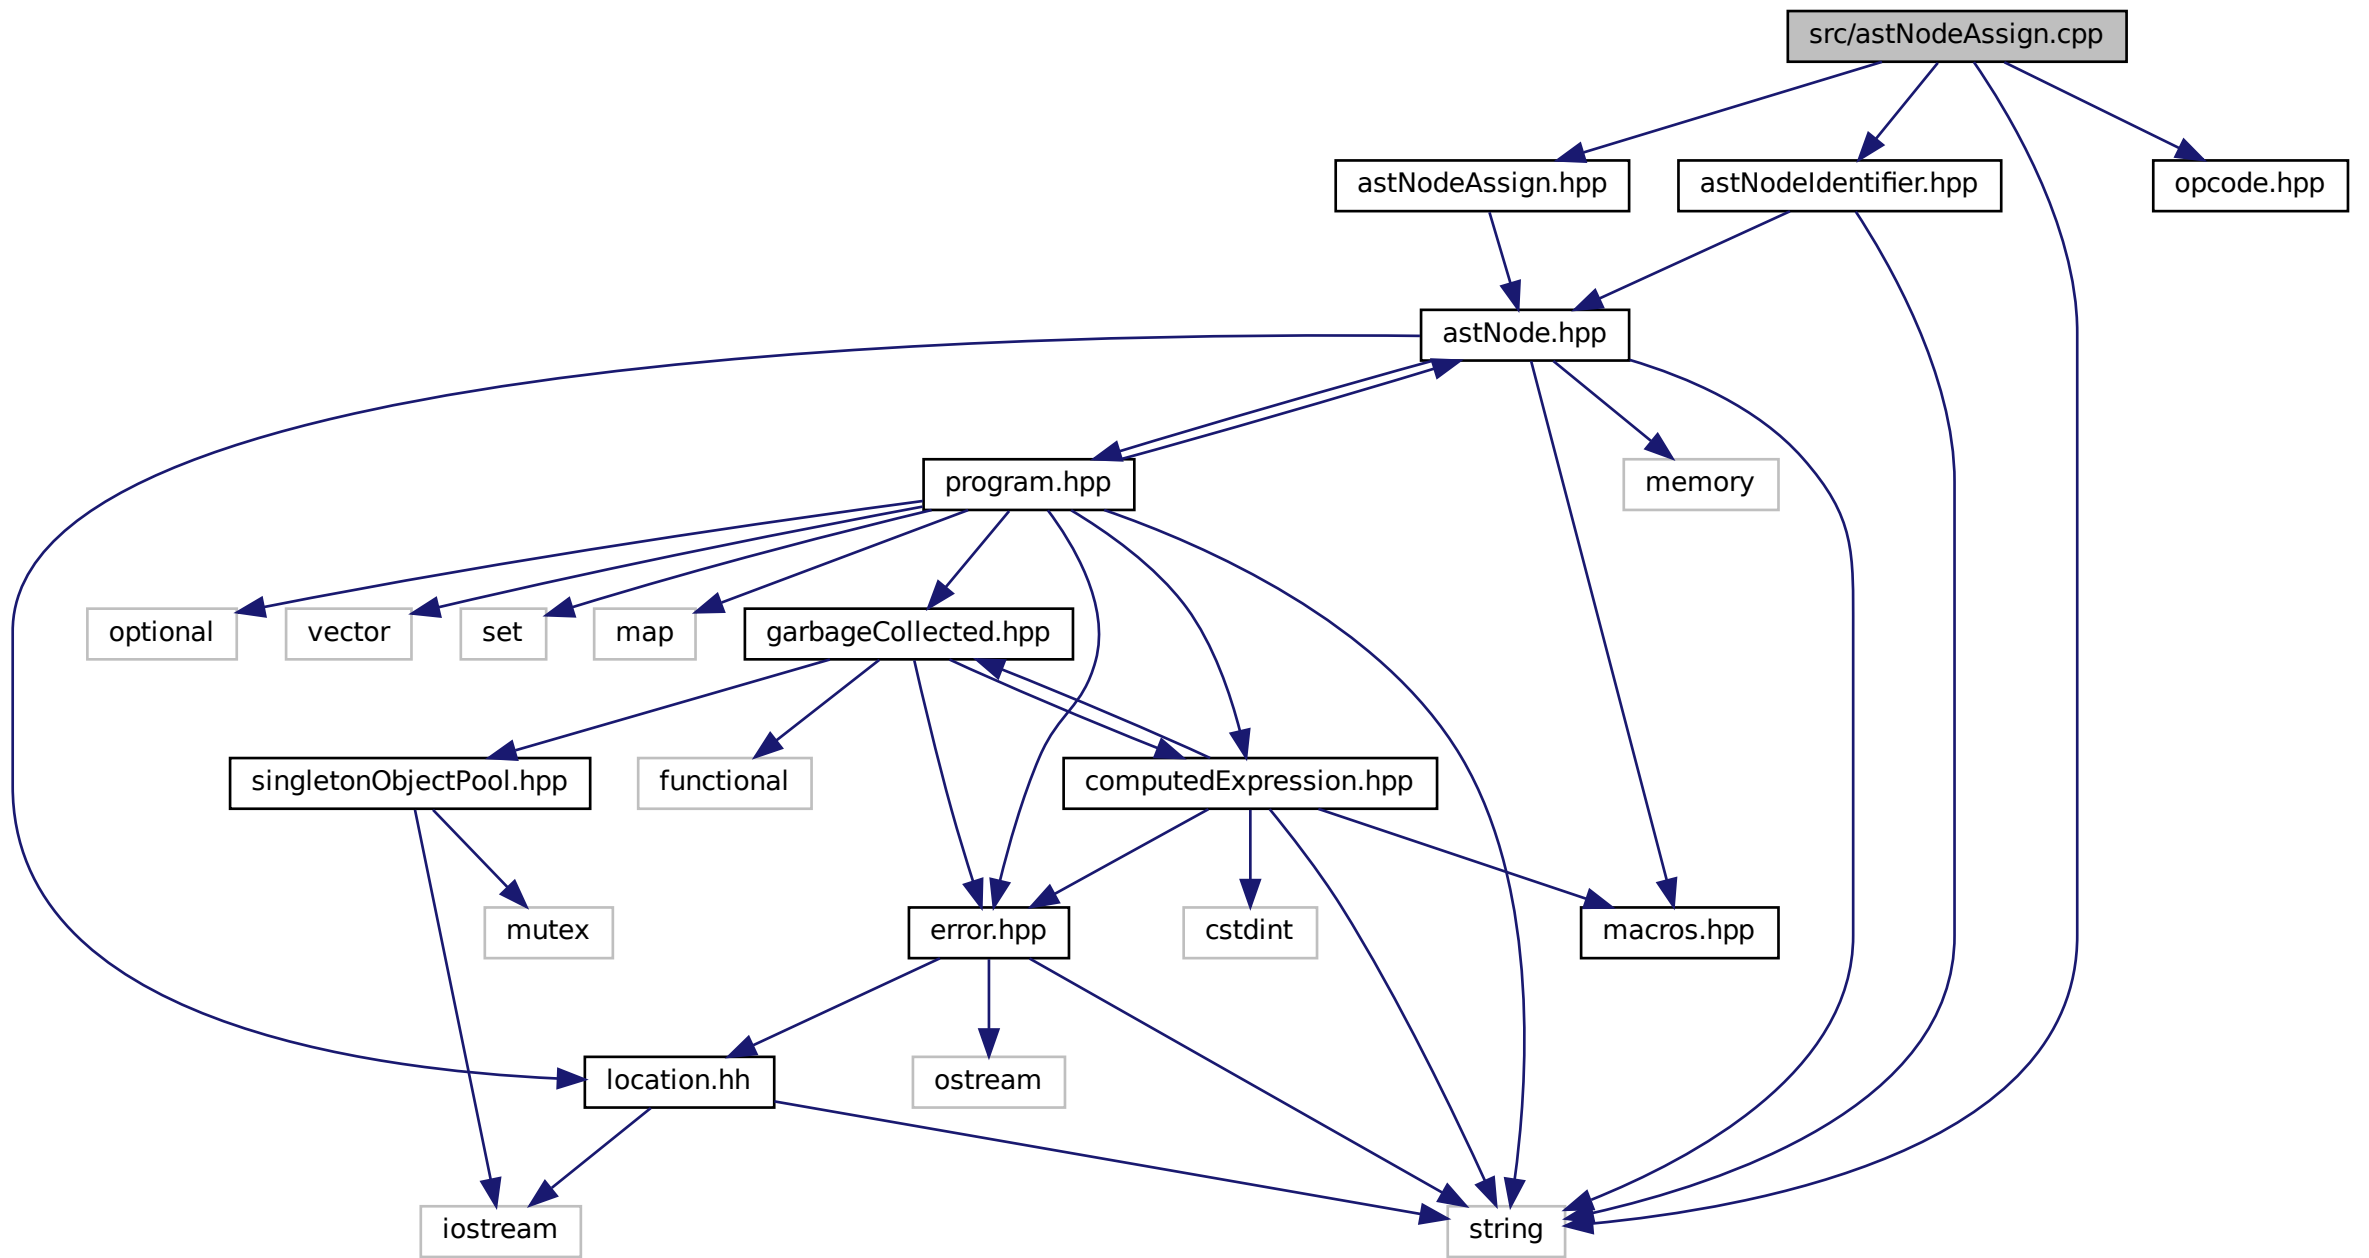 src/astNodeAssign.cpp
astNodeAssign.hpp
astNodeIdentifier.hpp
opcode.hpp
astNode.hpp
program.hpp
memory
optional
vector
set
map
garbageCollected.hpp
singletonObjectPool.hpp
functional
computedExpression.hpp
mutex
error.hpp
cstdint
macros.hpp
location.hh
ostream
iostream
string